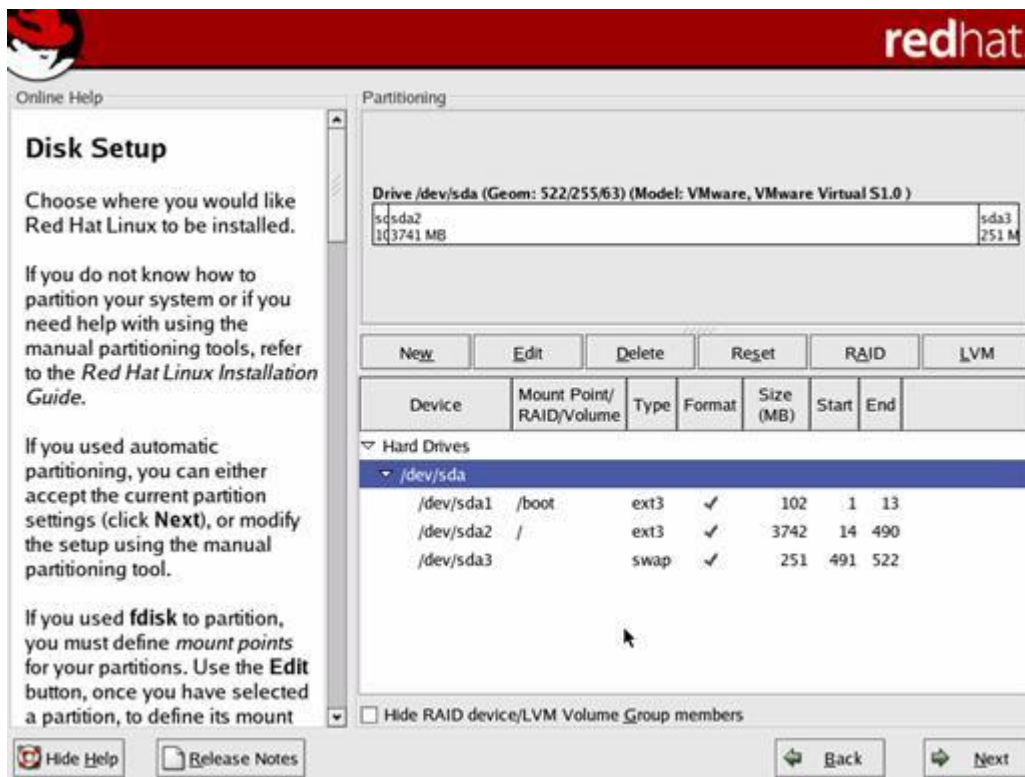 redhat
Online Help
Disk Setup
Choose where you would like
Red Hat Linux to be installed.
If you do not know how to
partition your system or if you
need help with using the
manual partitioning tools, refer
to the Red Hat Linux Installation
Guide.
If you used automatic
partitioning, you can either
accept the current partition
settings (click Next), or modify
the setup using the manual
partitioning tool.
If you used fdisk to partition,
you must define mount points
for your partitions. Use the Edit
button, once you have selected
a partition, to define its mount
Partitioning
Drive /dev/sda (Geom: 522/255/63) (Model: VMware, VMware Virtual S1.0 )
sda2 sda3
3741 MB 251 M
New Edit Delete Reset RAID LVM
Device Mount Point/ RAID/Volume Type Format Size (MB) Start End
Hard Drives
/dev/sda
/dev/sda1 /boot ext3 102 1 13
/dev/sda2 / ext3 3742 14 490
/dev/sda3 swap 251 491 522
Hide RAID device/LVM Volume Group members
Hide Help Release Notes Back Next